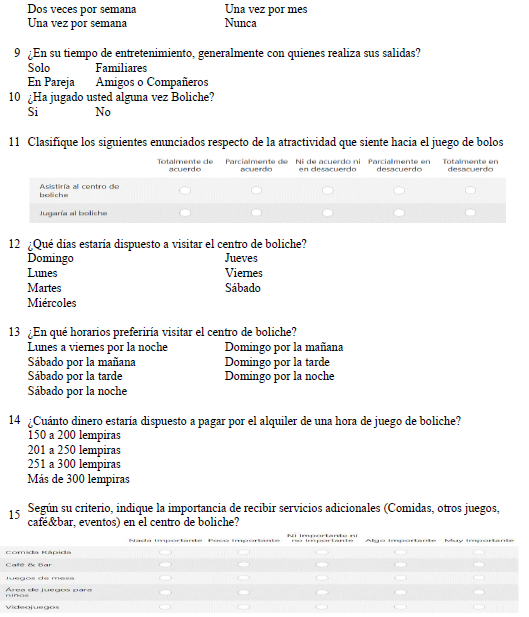 Dos veces por semana Una vez por mes
Una vez por semana Nunca
9 ¿En su tiempo de entretenimiento, generalmente con quienes realiza sus salidas?
Solo Familiares
En Pareja Amigos o Compañeros
10 ¿Ha jugado usted alguna vez Boliche?
Si No
11 Clasifique los siguientes enunciados respecto de la atractividad que siente hacia el juego de bolos
Totalmente de acuerdo Parcialmente de acuerdo Ni de acuerdo ni en desacuerdo Parcialmente en desacuerdo Totalmente en desacuerdo
Asistiría al centro de
boliche
Jugaría al boliche
12 ¿Qué días estaría dispuesto a visitar el centro de boliche?
Domingo Jueves
Lunes Viernes
Martes Sábado
Miércoles
13 ¿En qué horarios preferiría visitar el centro de boliche?
Lunes a viernes por la noche Domingo por la mañana
Sábado por la mañana Domingo por la tarde
Sábado por la tarde Domingo por la noche
Sábado por la noche
14 ¿Cuánto dinero estaría dispuesto a pagar por el alquiler de una hora de juego de boliche?
150 a 200 lempiras
201 a 250 lempiras
251 a 300 lempiras
Más de 300 lempiras
15 Según su criterio, indique la importancia de recibir servicios adicionales (Comidas, otros juegos,
café&bar, eventos) en el centro de boliche?
Nada importante Poco importante Ni importante ni no importante Algo importante Muy importante
Comida Rápida
Café & Bar
Juegos de mesa
Área de juegos para
niños
Videojuegos